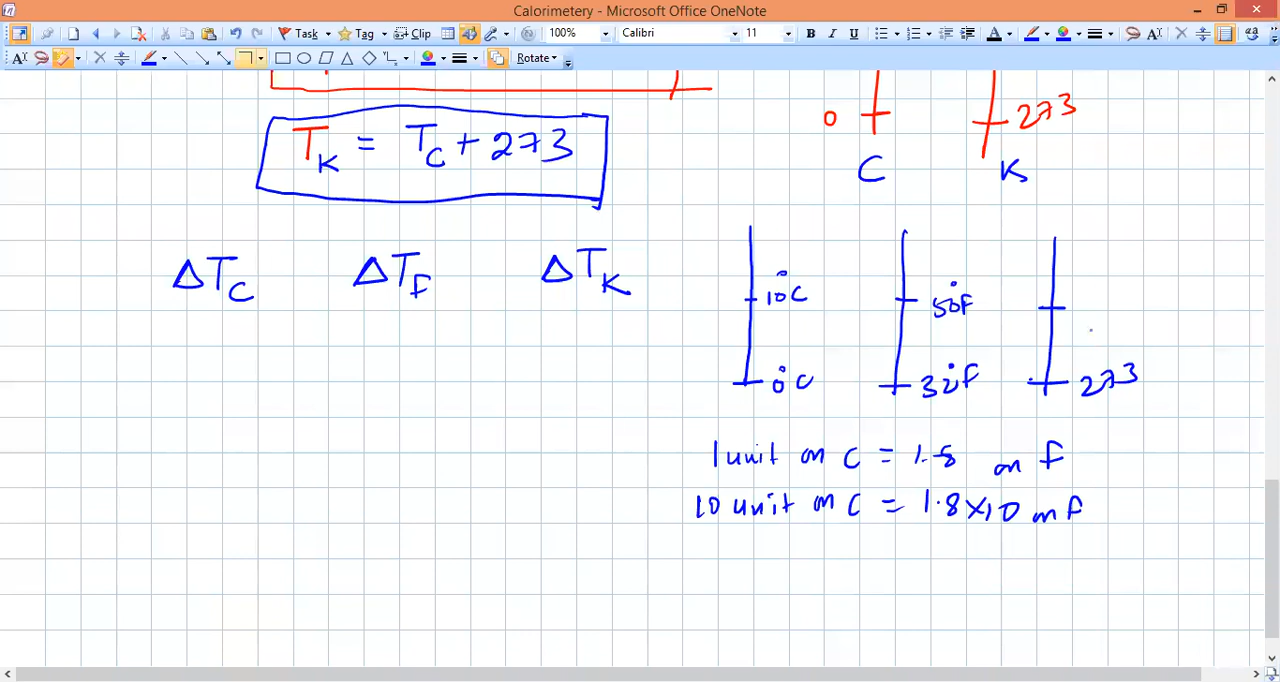 Calorimetery - Microsoft Office OneNote
Task Tag Clip 100% Calibri 11 B I U A
A Rotate
T_K = T_C + 273
0 273
C K
ΔT_C ΔT_F ΔT_K
10°C 50°F
0°C 32°F 273
1 unit on C = 1.8 on F
10 unit on C = 1.8×10 on F